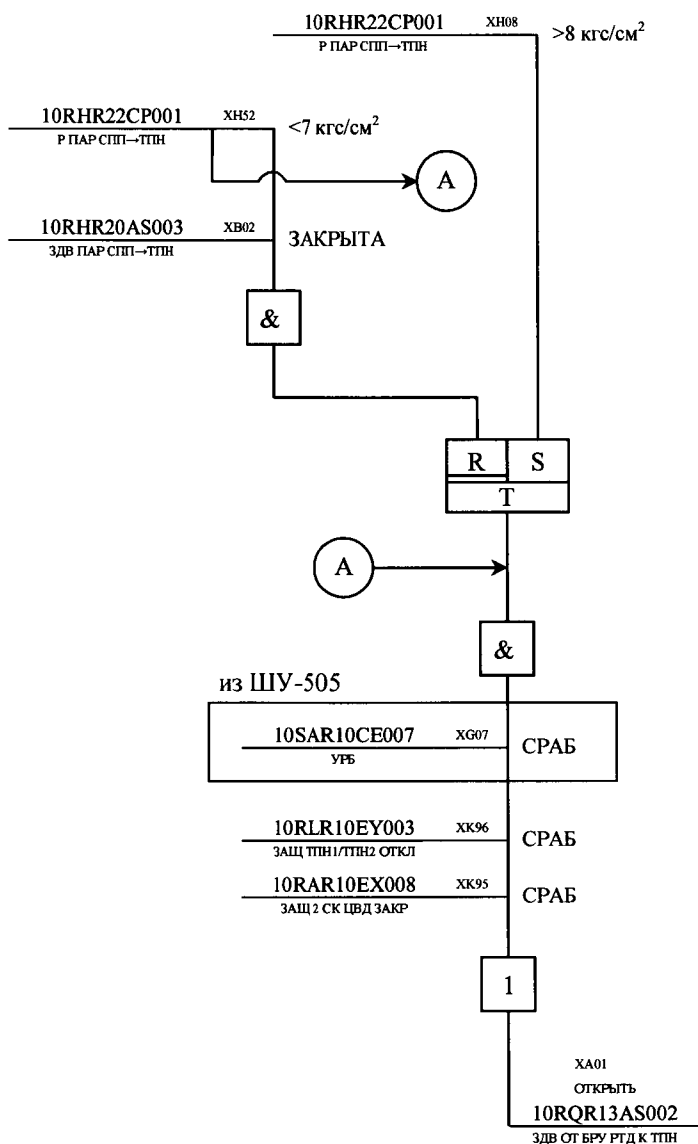 10RHR22CP001 XH08 >8 кгс/см²
Р ПАР СПП→ТПН
10RHR22CP001 XH52 <7 кгс/см²
Р ПАР СПП→ТПН
А
10RHR20AS003 XB02 ЗАКРЫТА
ЗДВ ПАР СПП→ТПН
&
R S
T
А
&
из ШУ-505
10SAR10CE007 XG07 СРАБ
УРБ
10RLR10EY003 XK96 СРАБ
ЗАЩ ТПН1/ТПН2 ОТКЛ
10RAR10EX008 XK95 СРАБ
ЗАЩ 2 СК ЦВД ЗАКР
1
XA01
ОТКРЫТЬ
10RQR13AS002
ЗДВ ОТ БРУ РТД К ТПН